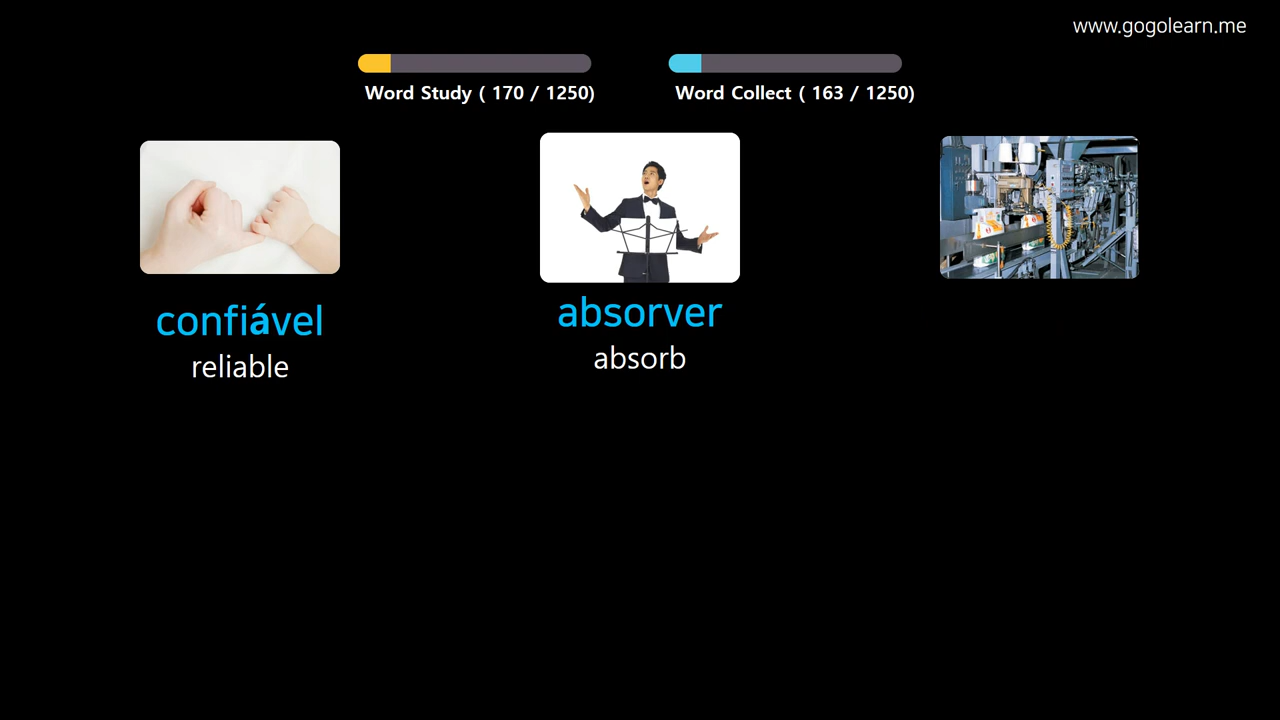 www.gogolearn.me
Word Study ( 170 / 1250)
Word Collect ( 163 / 1250)
confiável
reliable
absorver
absorb